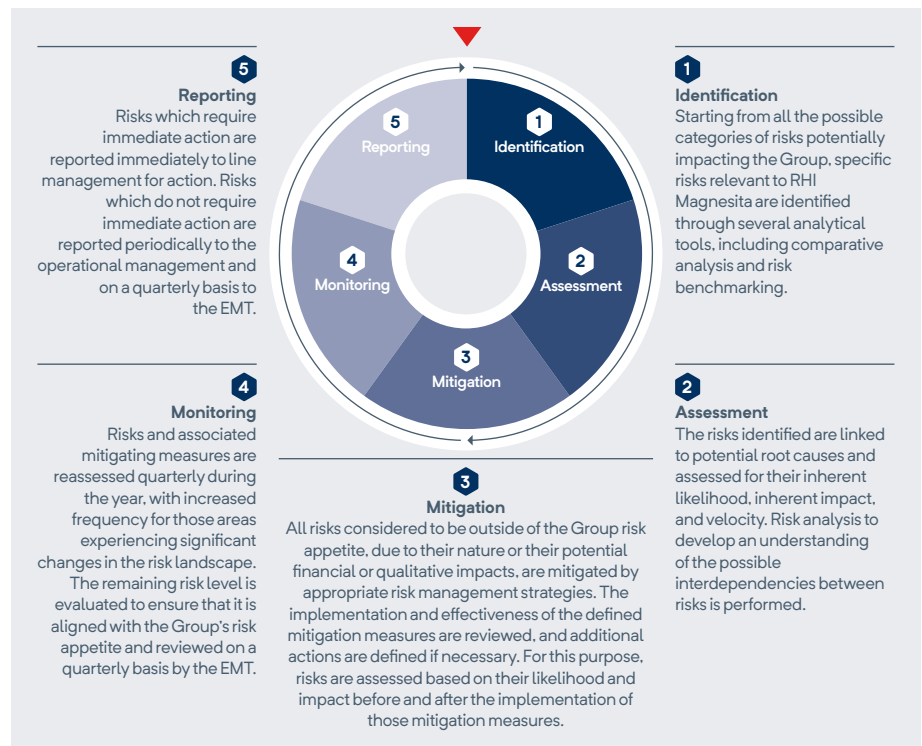 5
Reporting
Risks which require
immediate action are
reported immediately to line
management for action. Risks
which do not require
immediate action are
reported periodically to the
operational management and
on a quarterly basis to
the EMT.
4
Monitoring
Risks and associated
mitigating measures are
reassessed quarterly during
the year, with increased
frequency for those areas
experiencing significant
changes in the risk landscape.
The remaining risk level is
evaluated to ensure that it is
aligned with the Group's risk
appetite and reviewed on a
quarterly basis by the EMT.
5
Reporting
1
Identification
4
Monitoring
2
Assessment
3
Mitigation
3
Mitigation
All risks considered to be outside of the Group risk
appetite, due to their nature or their potential
financial or qualitative impacts, are mitigated by
appropriate risk management strategies. The
implementation and effectiveness of the defined
mitigation measures are reviewed, and additional
actions are defined if necessary. For this purpose,
risks are assessed based on their likelihood and
impact before and after the implementation of
those mitigation measures.
1
Identification
Starting from all the possible
categories of risks potentially
impacting the Group, specific
risks relevant to RHI
Magnesita are identified
through several analytical
tools, including comparative
analysis and risk
benchmarking.
2
Assessment
The risks identified are linked
to potential root causes and
assessed for their inherent
likelihood, inherent impact,
and velocity. Risk analysis to
develop an understanding
of the possible
interdependencies between
risks is performed.